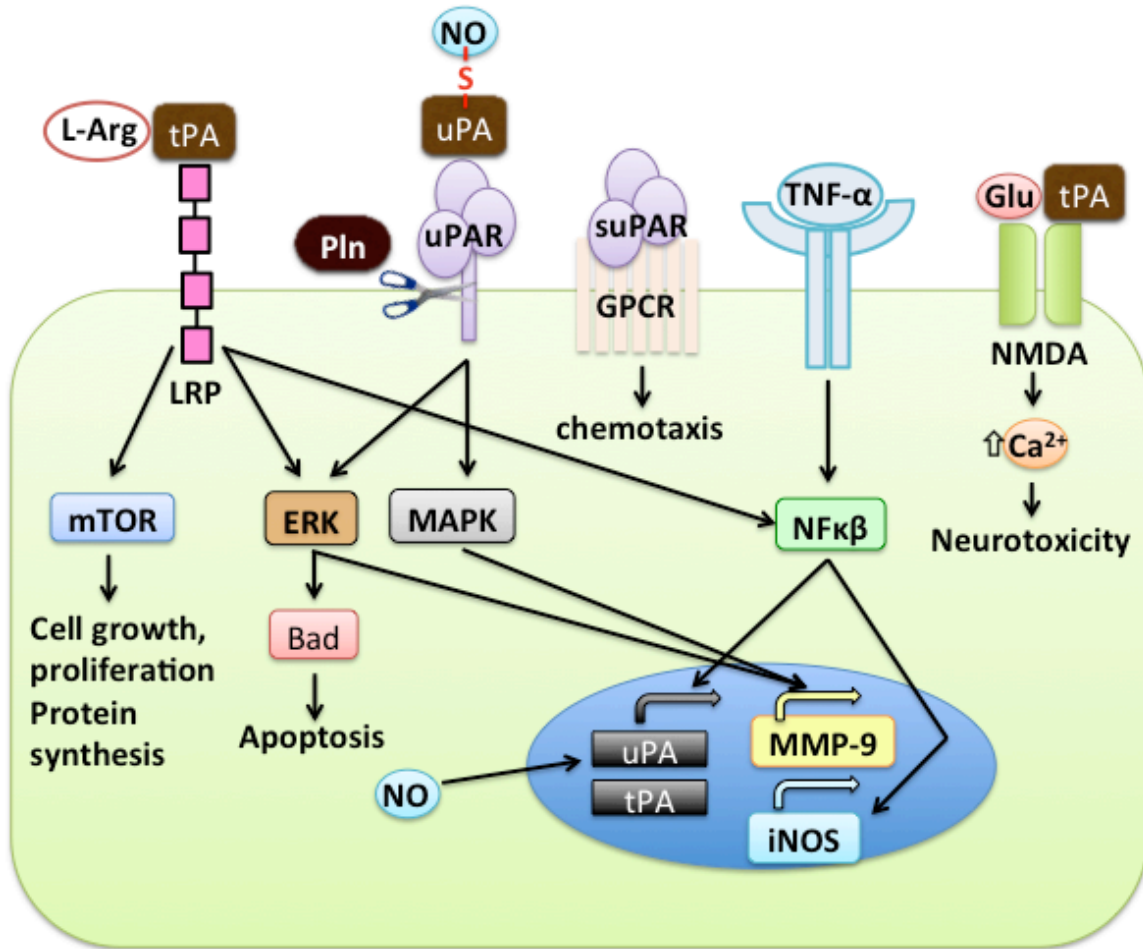 NO
S
L-Arg
tPA
uPA
Pln
uPAR
suPAR
GPCR
TNF-α
Glu
tPA
LRP
chemotaxis
NMDA
Ca²⁺
Neurotoxicity
mTOR
ERK
MAPK
NFκβ
Cell growth,
proliferation
Protein
synthesis
Bad
Apoptosis
NO
uPA
tPA
MMP-9
iNOS